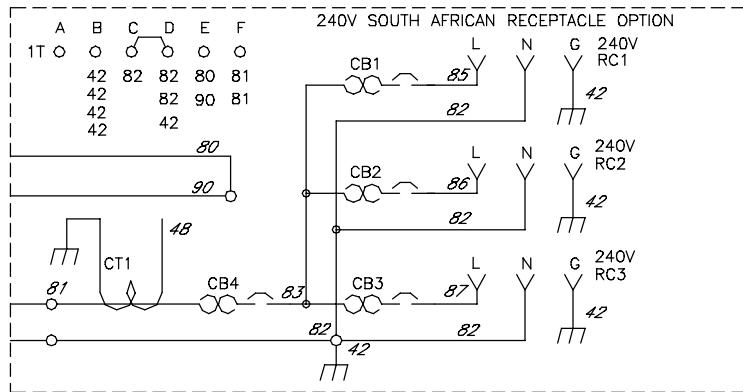 240V SOUTH AFRICAN RECEPTACLE OPTION
A B C D E F
1T
42 82 82 80 81
42 82 90 81
42 42
42
80
90
48
CT1
81
CB4
83
82
42
CB1
85
L N G 240V
RC1
42
82
CB2
86
L N G 240V
RC2
42
82
CB3
87
L N G 240V
RC3
42
82